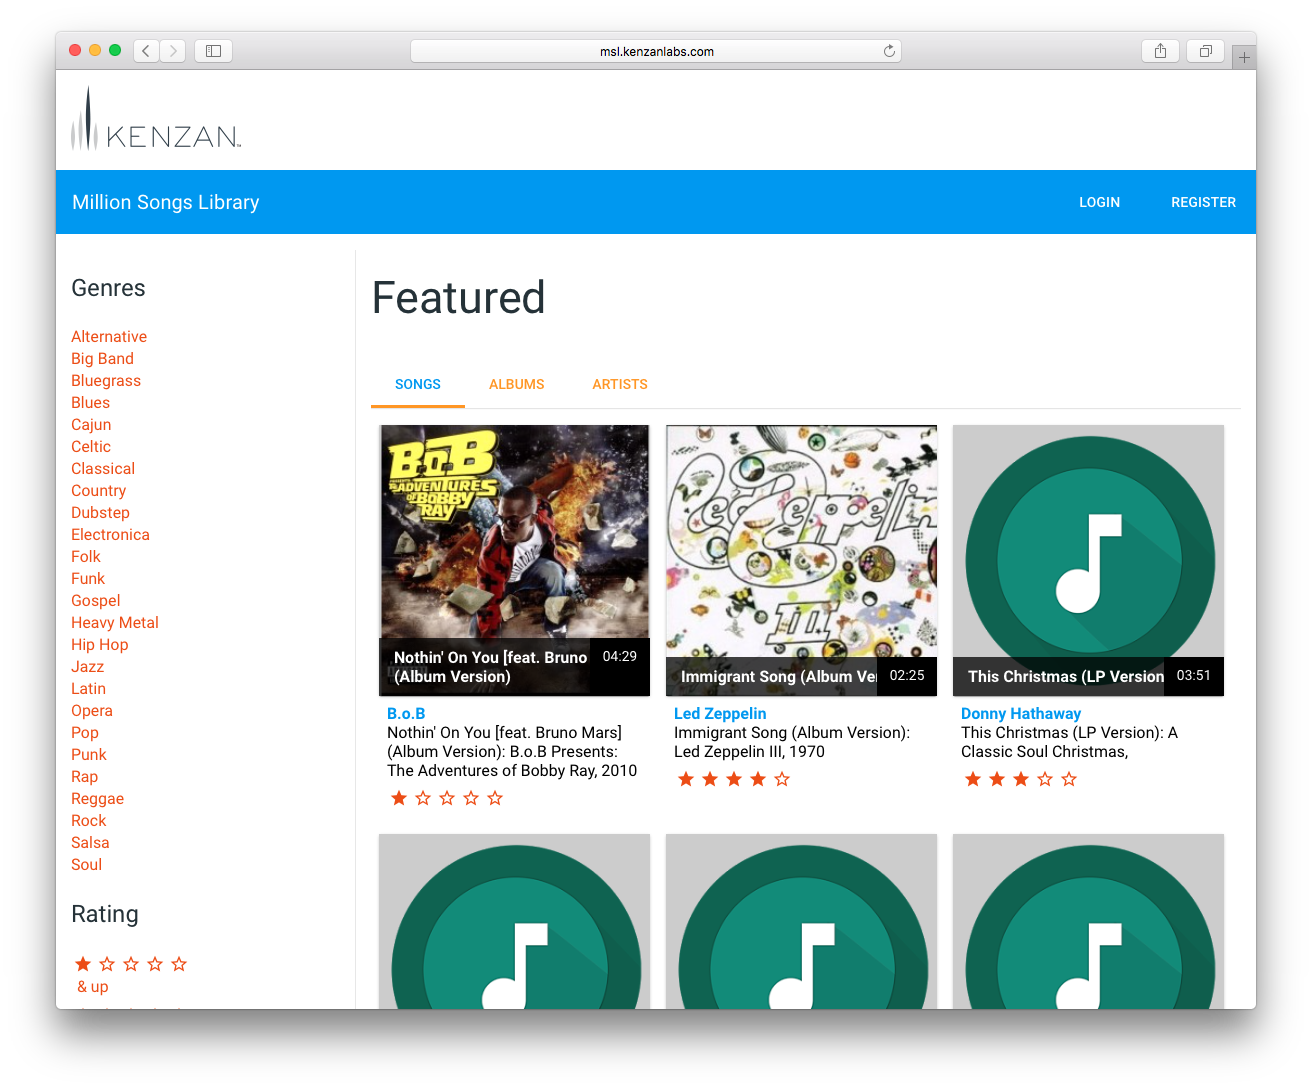 msl.kenzanlabs.com
KENZAN™
Million Songs Library
LOGIN
REGISTER
Genres
Alternative
Big Band
Bluegrass
Blues
Cajun
Celtic
Classical
Country
Dubstep
Electronica
Folk
Funk
Gospel
Heavy Metal
Hip Hop
Jazz
Latin
Opera
Pop
Punk
Rap
Reggae
Rock
Salsa
Soul
Rating
& up
Featured
SONGS
ALBUMS
ARTISTS
B.o.B
PRESENTS:
THE ADVENTURES
OF BOBBY
RAY
Nothin' On You [feat. Bruno
(Album Version)
04:29
B.o.B
Nothin' On You [feat. Bruno Mars]
(Album Version): B.o.B Presents:
The Adventures of Bobby Ray, 2010
Led Zeppelin
III
Immigrant Song (Album Ve
02:25
Led Zeppelin
Immigrant Song (Album Version):
Led Zeppelin III, 1970
This Christmas (LP Version
03:51
Donny Hathaway
This Christmas (LP Version): A
Classic Soul Christmas,